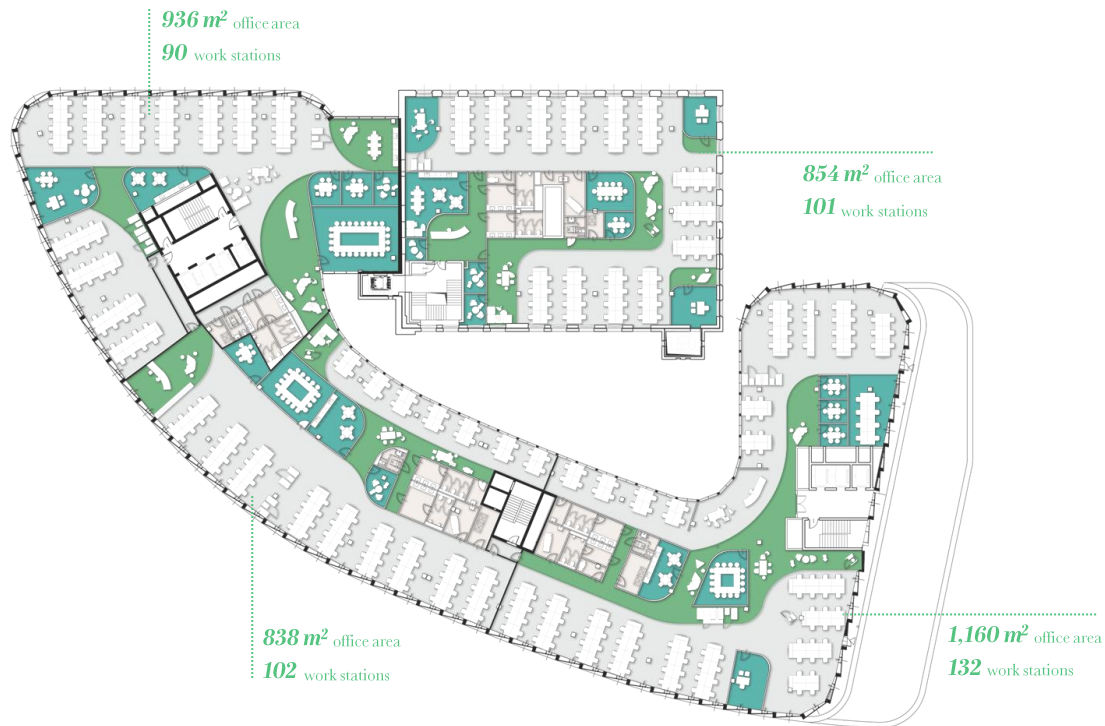 936 m² office area
90 work stations
854 m² office area
101 work stations
838 m² office area
102 work stations
1,160 m² office area
132 work stations